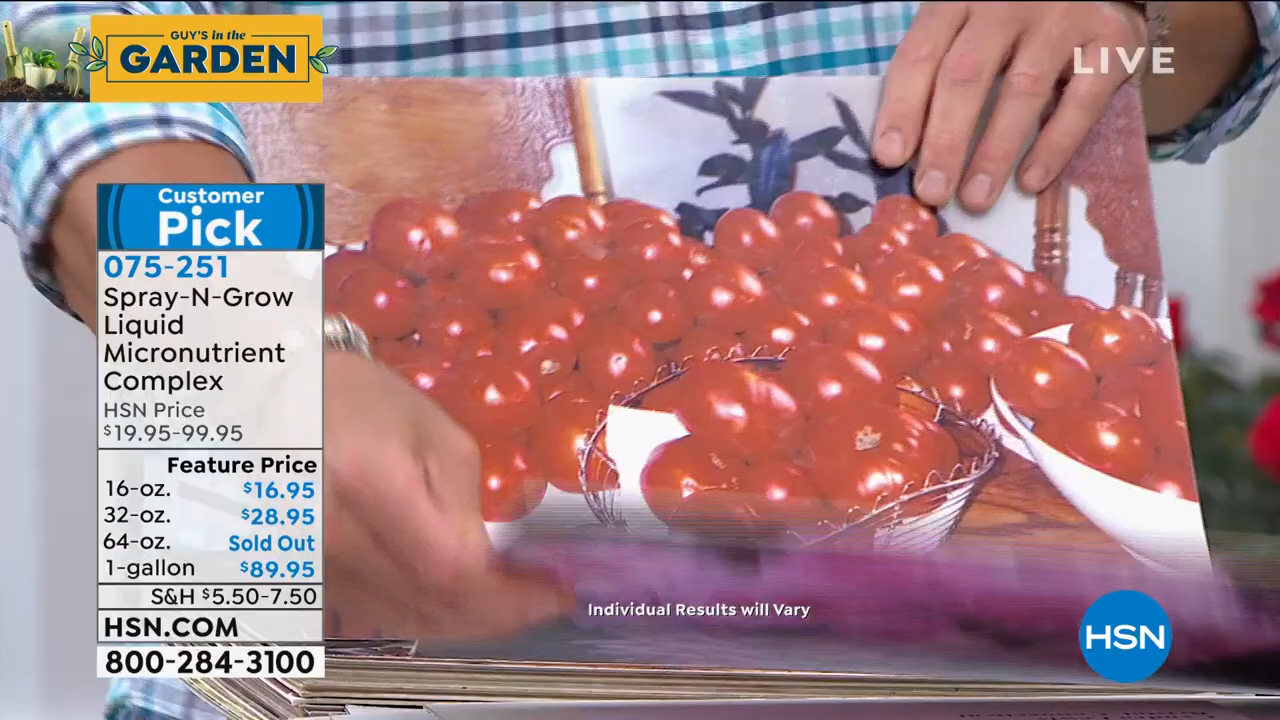 GUY'S in the
GARDEN
LIVE
Customer
Pick
075-251
Spray-N-Grow
Liquid
Micronutrient
Complex
HSN Price
$19.95-99.95
Feature Price
16-oz. $16.95
32-oz. $28.95
64-oz. Sold Out
1-gallon $89.95
S&H $5.50-7.50
HSN.COM
800-284-3100
Individual Results will Vary
HSN